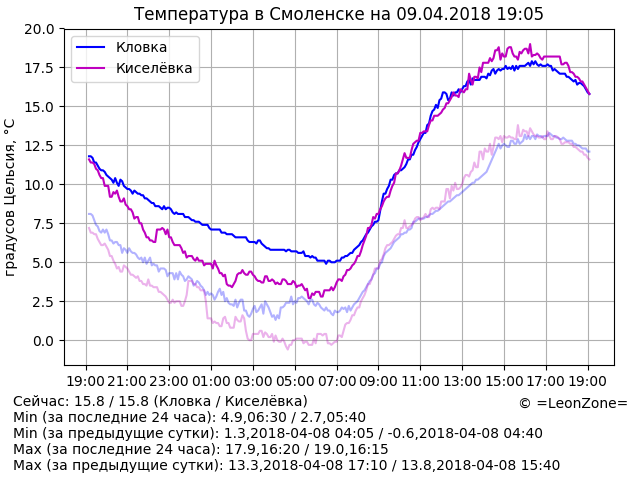 Температура в Смоленске на 09.04.2018 19:05
Кловка
Киселёвка
градусов Цельсия, °C
20.0
17.5
15.0
12.5
10.0
7.5
5.0
2.5
0.0
19:00 21:00 23:00 01:00 03:00 05:00 07:00 09:00 11:00 13:00 15:00 17:00 19:00
Сейчас: 15.8 / 15.8 (Кловка / Киселёвка)
© =LeonZone=
Min (за последние 24 часа): 4.9,06:30 / 2.7,05:40
Min (за предыдущие сутки): 1.3,2018-04-08 04:05 / -0.6,2018-04-08 04:40
Max (за последние 24 часа): 17.9,16:20 / 19.0,16:15
Max (за предыдущие сутки): 13.3,2018-04-08 17:10 / 13.8,2018-04-08 15:40